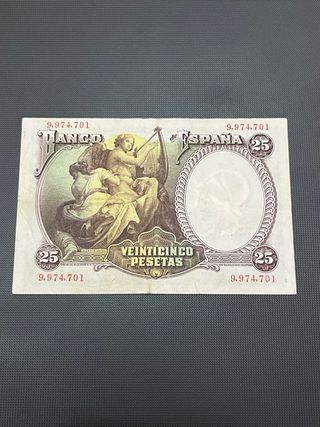 9,974,701 9,974,701
BANCO de ESPAÑA
25
VEINTICINCO
PESETAS
25 25
9,974,701 9,974,701